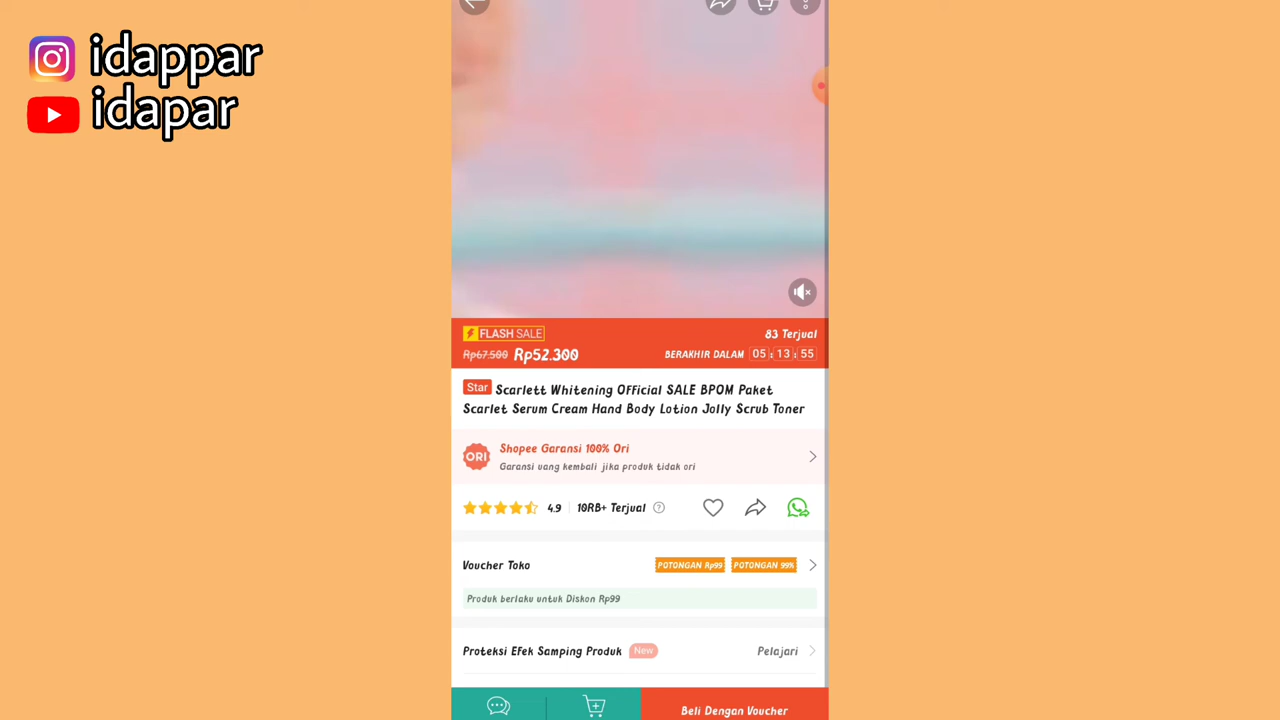 idappar
idapar
FLASH SALE
83 Terjual
Rp67.500 Rp52.300
BERAKHIR DALAM 05 : 13 : 55
Star Scarlett Whitening Official SALE BPOM Paket
Scarlet Serum Cream Hand Body Lotion Jolly Scrub Toner
ORI
Shopee Garansi 100% Ori
Garansi uang kembali jika produk tidak ori
4.9 10RB+ Terjual ?
Voucher Toko POTONGAN Rp99 POTONGAN 99%
Produk berlaku untuk Diskon Rp99
Proteksi Efek Samping Produk New Pelajari
Beli Dengan Voucher